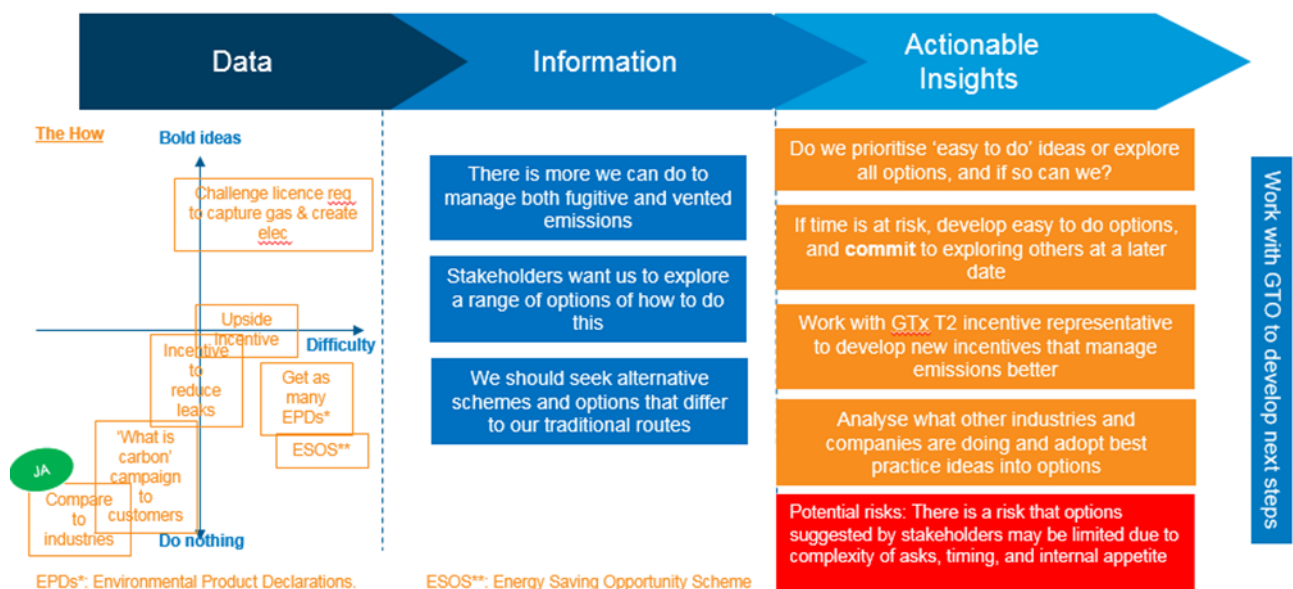 Data
Information
Actionable
Insights
The How
Bold ideas
Challenge licence req
to capture gas & create
elec
Upside
Incentive
Difficulty
Incentive
to
reduce
leaks
Get as
many
EPDs*
ESOS**
'What is
carbon'
campaign
to
customers
JA
Compare
to
industries
Do nothing
EPDs*: Environmental Product Declarations.
There is more we can do to
manage both fugitive and vented
emissions
Stakeholders want us to explore
a range of options of how to do
this
We should seek alternative
schemes and options that differ
to our traditional routes
ESOS**: Energy Saving Opportunity Scheme
Do we prioritise 'easy to do' ideas or explore
all options, and if so can we?
If time is at risk, develop easy to do options,
and commit to exploring others at a later
date
Work with GTx T2 incentive representative
to develop new incentives that manage
emissions better
Analyse what other industries and
companies are doing and adopt best
practice ideas into options
Potential risks: There is a risk that options
suggested by stakeholders may be limited due to
complexity of asks, timing, and internal appetite
Work with GTO to develop next steps